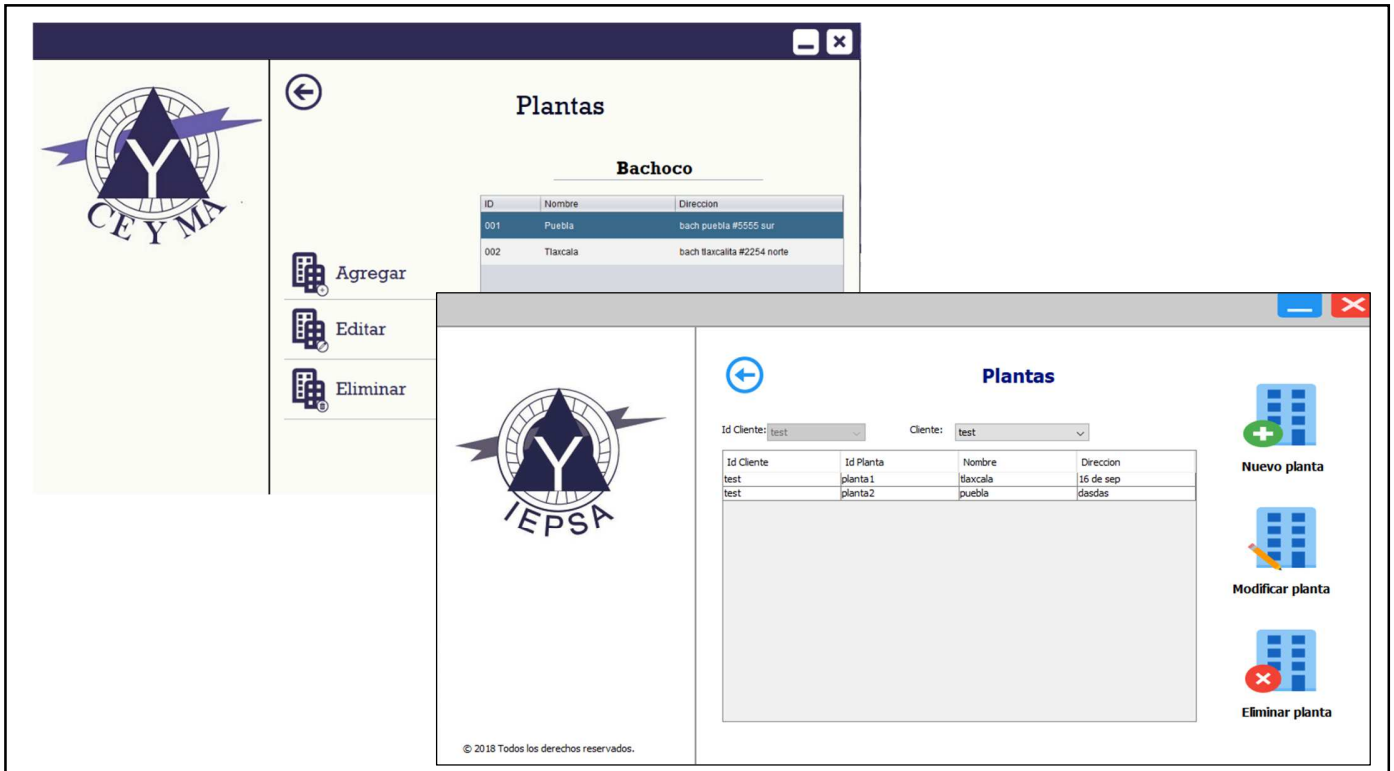 Plantas
Bachoco
ID Nombre Direccion
001 Puebla bach puebla #5555 sur
002 Tlaxcala bach tlaxcalita #2254 norte
Y
CEYMA
Agregar
Editar
Eliminar
Plantas
Id Cliente: test Cliente: test
Id Cliente Id Planta Nombre Direccion
test planta1 tlaxcala 16 de sep
test planta2 puebla dasdas
Y
IEPSA
Nuevo planta
Modificar planta
Eliminar planta
© 2018 Todos los derechos reservados.